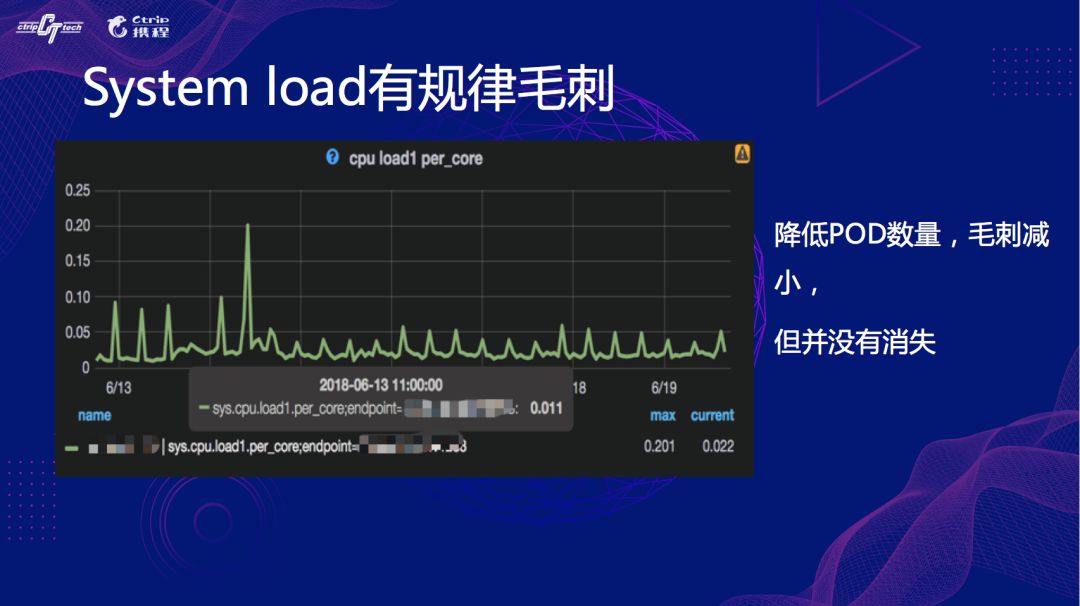 ctrip tech
Ctrip
携程
System load有规律毛刺
cpu load1 per_core
0.25
0.20
0.15
0.10
0.05
0
6/13
18
6/19
2018-06-13 11:00:00
sys.cpu.load1.per_core;endpoint=
: 0.011
name
max
current
| sys.cpu.load1.per_core;endpoint=
0.201
0.022
降低POD数量，毛刺减
小，
但并没有消失